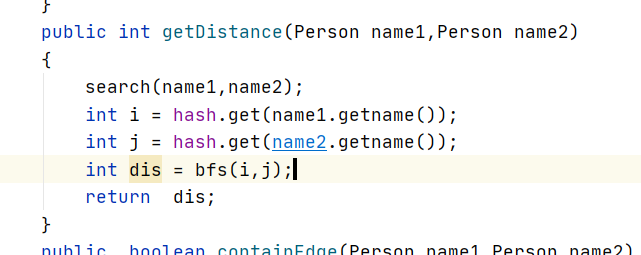 }
public int getDistance(Person name1,Person name2)
{
search(name1,name2);
int i = hash.get(name1.getname());
int j = hash.get(name2.getname());
int dis = bfs(i,j);
return  dis;
}
public  boolean containEdge(Person name1,Person name2)